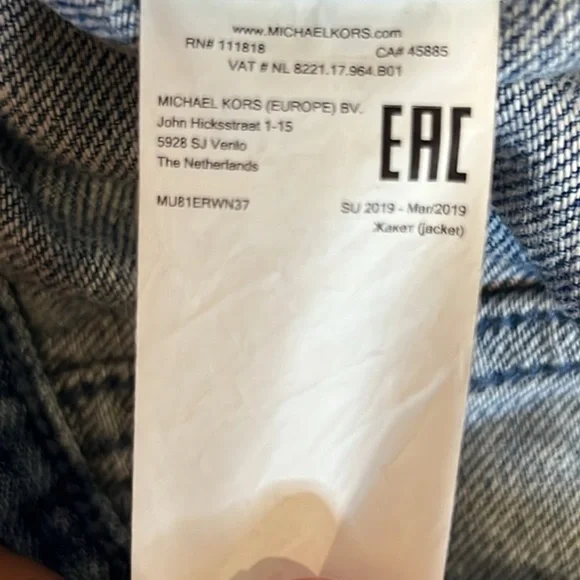 www.MICHAELKORS.com
RN# 111818 CA# 45885
VAT # NL 8221.17.964.B01
MICHAEL KORS (EUROPE) BV.
John Hicksstraat 1-15
5928 SJ Venlo
The Netherlands
EAC
MU81ERWN37
SU 2019 - Mar/2019
Жакет (jacket)